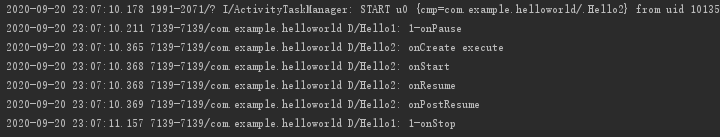 2020-09-20 23:07:10.178 1991-2071/? I/ActivityTaskManager: START u0 {cmp=com.example.helloworld/.Hello2} from uid 10135
2020-09-20 23:07:10.211 7139-7139/com.example.helloworld D/Hello1: 1-onPause
2020-09-20 23:07:10.365 7139-7139/com.example.helloworld D/Hello2: onCreate execute
2020-09-20 23:07:10.368 7139-7139/com.example.helloworld D/Hello2: onStart
2020-09-20 23:07:10.368 7139-7139/com.example.helloworld D/Hello2: onResume
2020-09-20 23:07:10.369 7139-7139/com.example.helloworld D/Hello2: onPostResume
2020-09-20 23:07:11.157 7139-7139/com.example.helloworld D/Hello1: 1-onStop